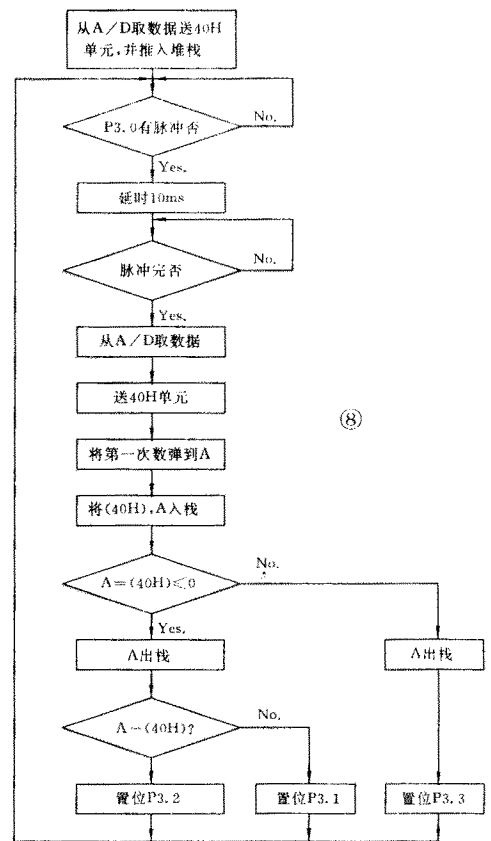 从A／D取数据送40H
单元,并推入堆栈
P3.0有脉冲否
No.
Yes.
延时10ms
脉冲完否
No.
Yes.
从A／D取数据
送40H单元
⑧
将第一次数弹到A
将(40H),A入栈
A=(40H)≤0
No.
Yes.
A出栈
A出栈
A－(40H)?
No.
置位P3.2
置位P3.1
置位P3.3